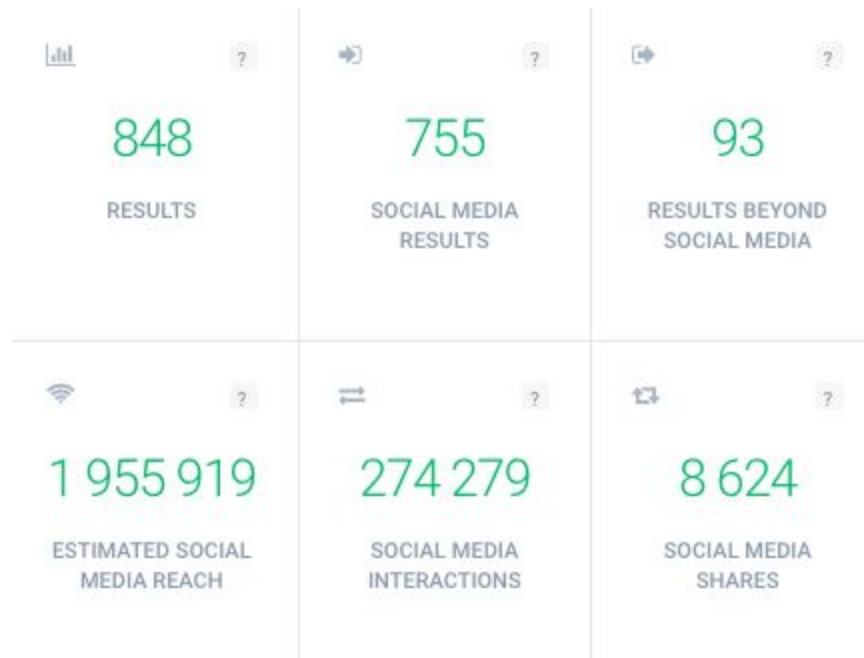 ?
?
?
848
755
93
RESULTS
SOCIAL MEDIA
RESULTS
RESULTS BEYOND
SOCIAL MEDIA
?
?
?
1 955 919
274 279
8 624
ESTIMATED SOCIAL
MEDIA REACH
SOCIAL MEDIA
INTERACTIONS
SOCIAL MEDIA
SHARES